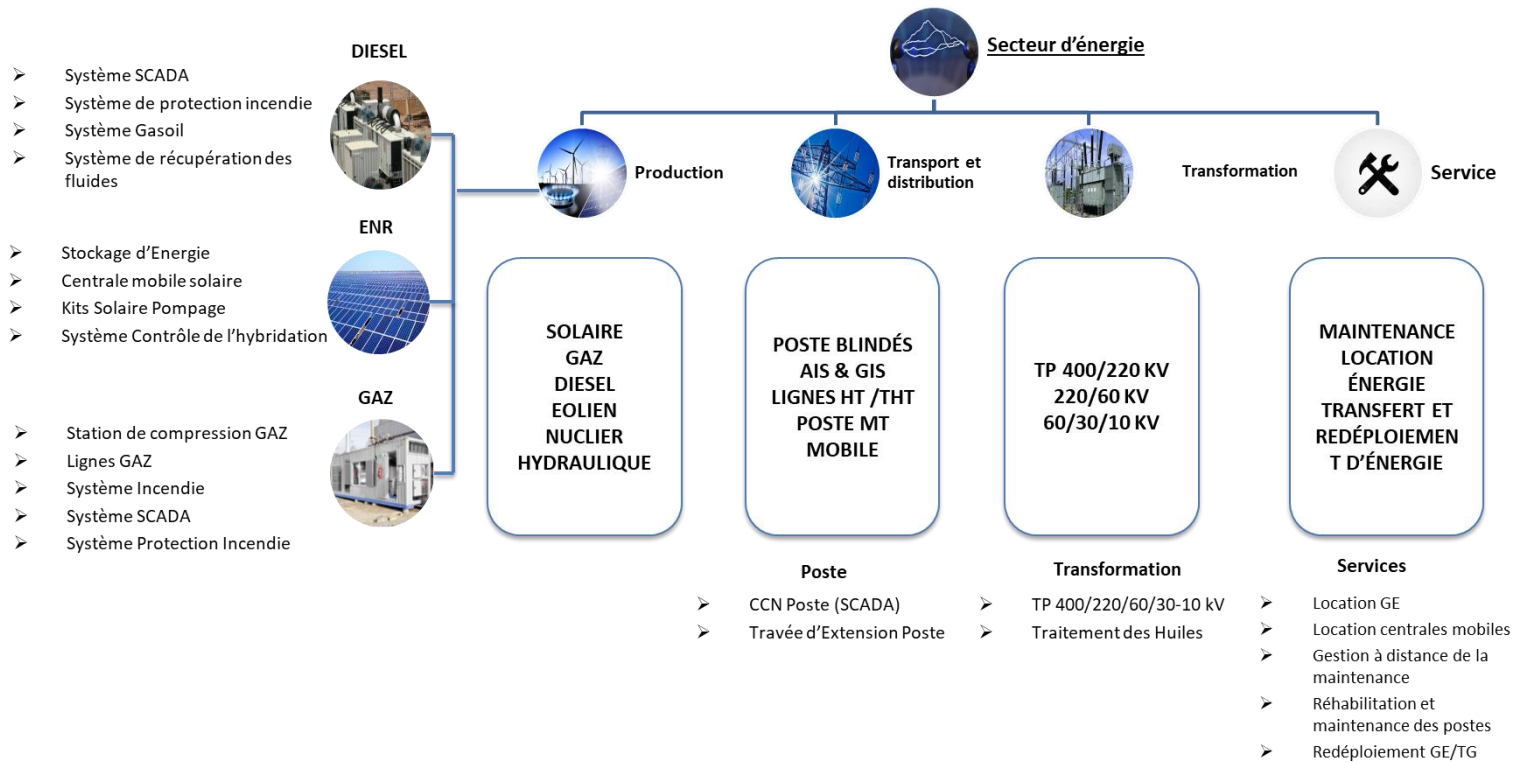 Secteur d’énergie
DIESEL
Système SCADA
Système de protection incendie
Système Gasoil
Système de récupération des
fluides
ENR
Stockage d’Energie
Centrale mobile solaire
Kits Solaire Pompage
Système Contrôle de l’hybridation
GAZ
Station de compression GAZ
Lignes GAZ
Système Incendie
Système SCADA
Système Protection Incendie
Production
SOLAIRE
GAZ
DIESEL
EOLIEN
NUCLIER
HYDRAULIQUE
Transport et
distribution
POSTE BLINDÉS
AIS & GIS
LIGNES HT /THT
POSTE MT
MOBILE
Poste
CCN Poste (SCADA)
Travée d’Extension Poste
Transformation
TP 400/220 KV
220/60 KV
60/30/10 KV
Transformation
TP 400/220/60/30-10 kV
Traitement des Huiles
Service
MAINTENANCE
LOCATION
ÉNERGIE
TRANSFERT ET
REDÉPLOIEMEN
T D’ÉNERGIE
Services
Location GE
Location centrales mobiles
Gestion à distance de la
maintenance
Réhabilitation et
maintenance des postes
Redéploiement GE/TG